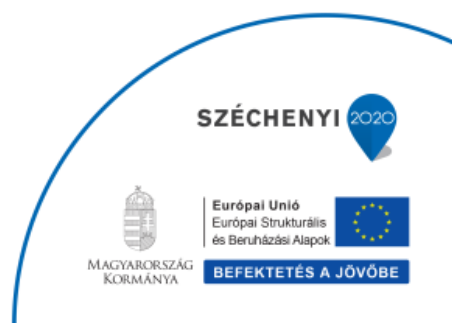 SZÉCHENYI 2020
Európai Unió
Európai Strukturális
és Beruházási Alapok
MAGYARORSZÁG
KORMÁNYA
BEFEKTETÉS A JÖVŐBE